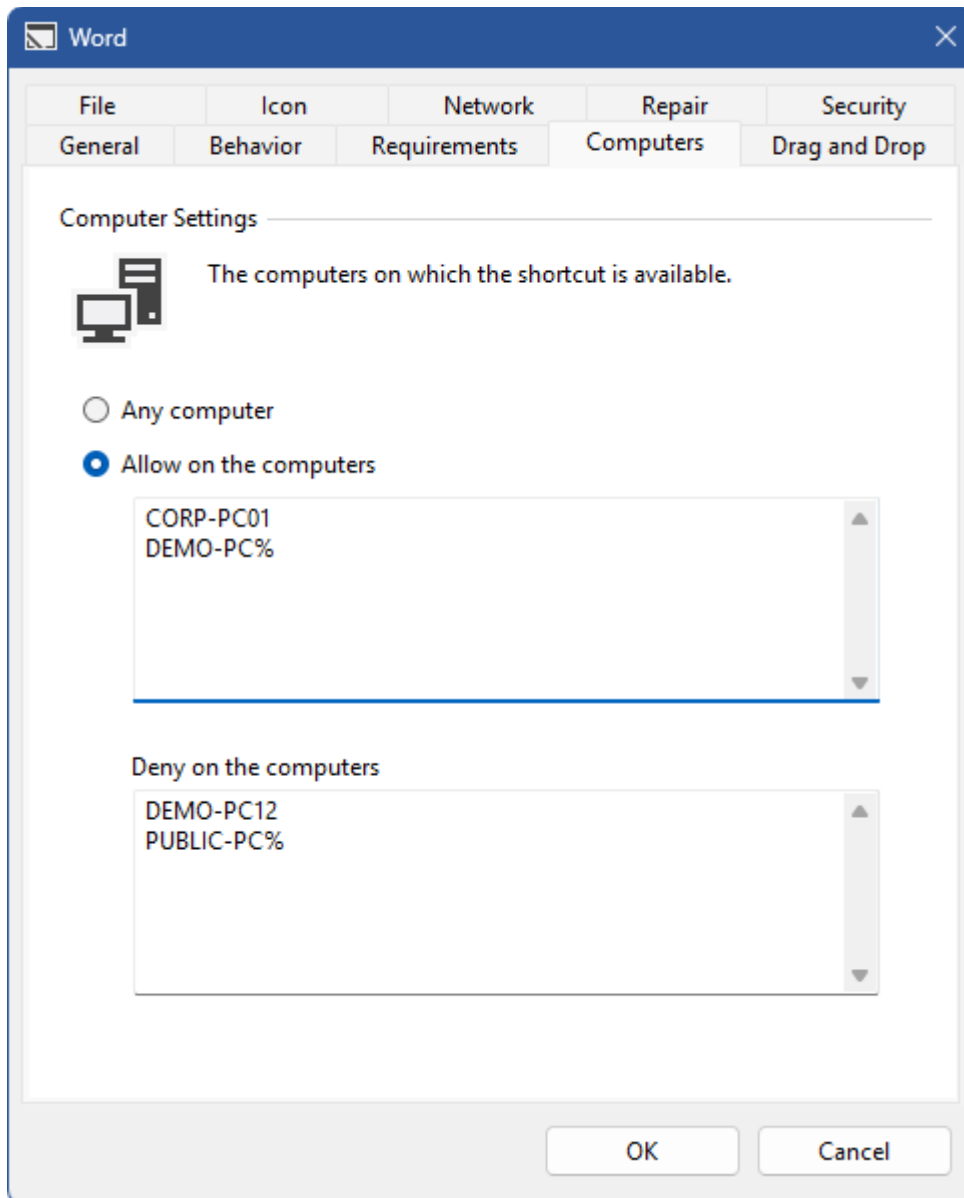 Word
File Icon Network Repair Security
General Behavior Requirements Computers Drag and Drop
Computer Settings
The computers on which the shortcut is available.
Any computer
Allow on the computers
CORP-PC01
DEMO-PC%
Deny on the computers
DEMO-PC12
PUBLIC-PC%
OK Cancel